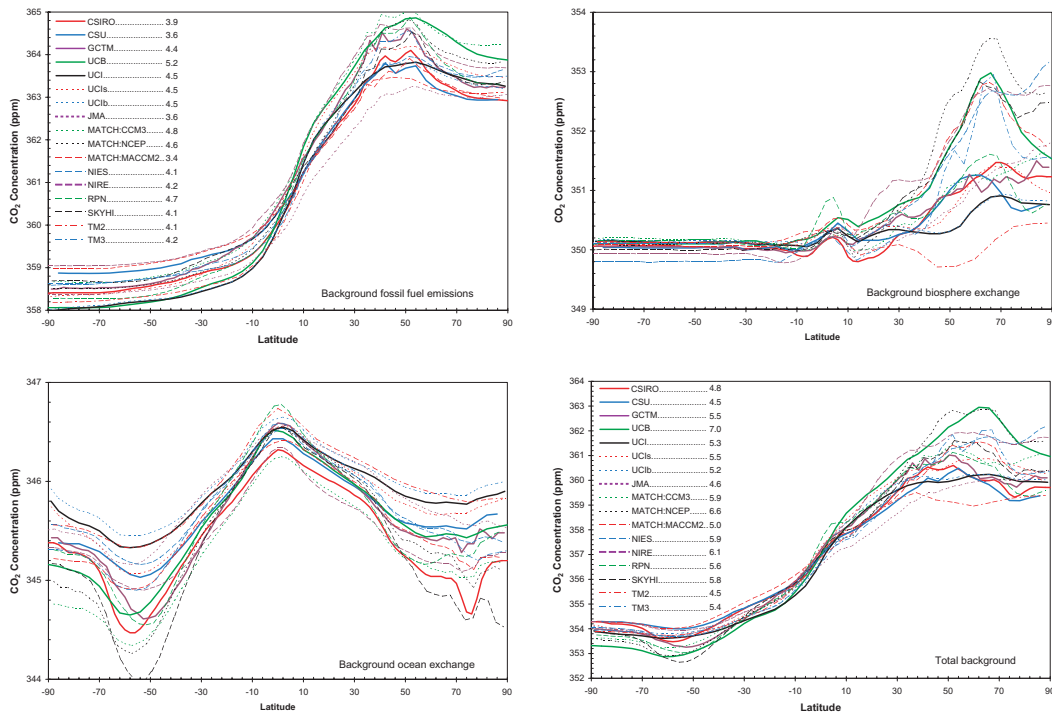 365
364
363
362
361
360
359
358
CO₂ Concentration (ppm)
CSIRO.....................3.9
CSU........................3.6
GCTM.....................4.4
UCB........................5.2
UCI.........................4.5
UCIs.......................4.5
UCIb.......................4.5
JMA........................3.6
MATCH:CCM3........4.8
MATCH:NCEP........4.6
MATCH:MACCM2..3.4
NIES.......................4.1
NIRE.......................4.2
RPN........................4.7
SKYHI.....................4.1
TM2.........................4.1
TM3.........................4.2
Background fossil fuel emissions
-90 -70 -50 -30 -10 10 30 50 70 90
Latitude
354
353
352
351
350
349
CO₂ Concentration (ppm)
Background biosphere exchange
-90 -70 -50 -30 -10 10 30 50 70 90
Latitude
347
346
345
344
CO₂ Concentration (ppm)
Background ocean exchange
-90 -70 -50 -30 -10 10 30 50 70 90
Latitude
364
363
362
361
360
359
358
357
356
355
354
353
352
CO₂ Concentration (ppm)
CSIRO.....................4.8
CSU........................4.5
GCTM.....................5.5
UCB........................7.0
UCI.........................5.3
UCIs.......................5.5
UCIb.......................5.2
JMA........................4.6
MATCH:CCM3........5.9
MATCH:NCEP........6.6
MATCH:MACCM2..5.0
NIES.......................5.9
NIRE.......................6.1
RPN........................5.6
SKYHI.....................5.8
TM2.........................4.5
TM3.........................5.4
Total background
-90 -70 -50 -30 -10 10 30 50 70 90
Latitude